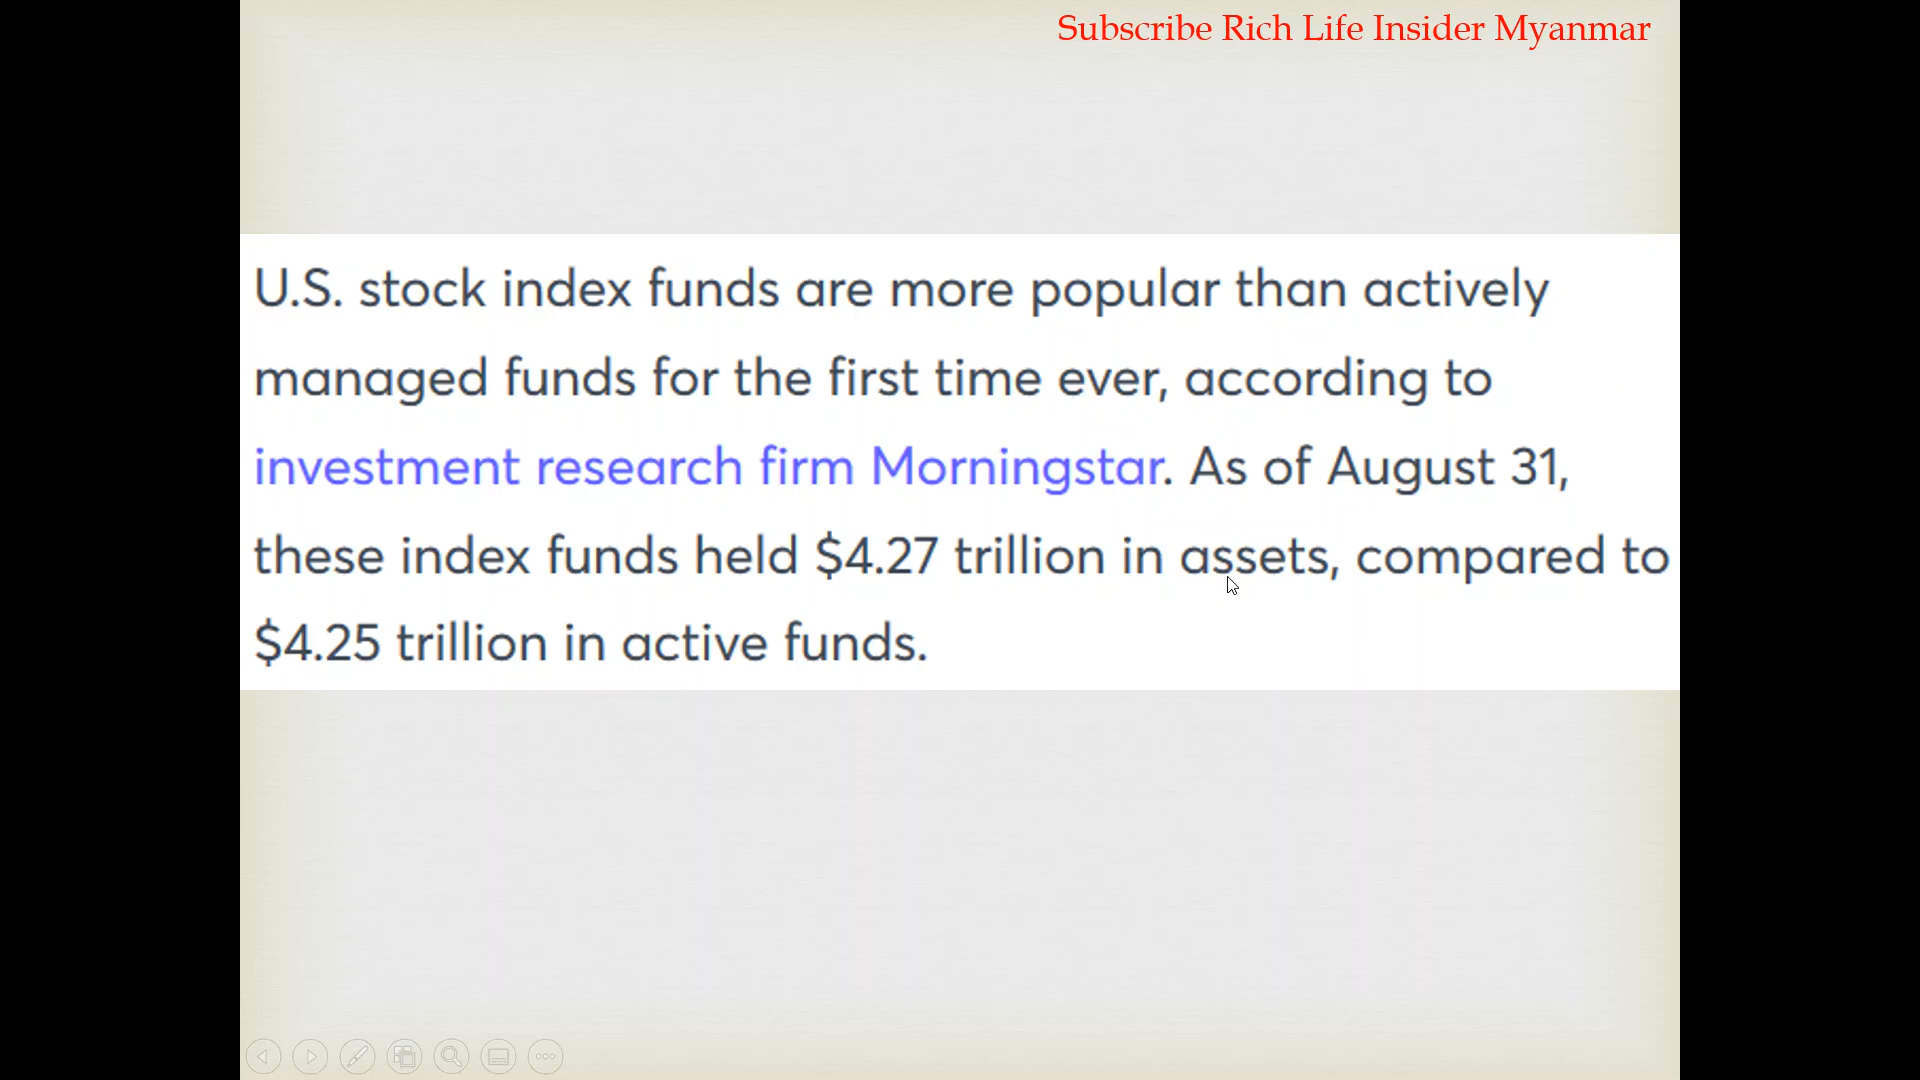 Subscribe Rich Life Insider Myanmar
U.S. stock index funds are more popular than actively
managed funds for the first time ever, according to
investment research firm Morningstar. As of August 31,
these index funds held $4.27 trillion in assets, compared to
$4.25 trillion in active funds.